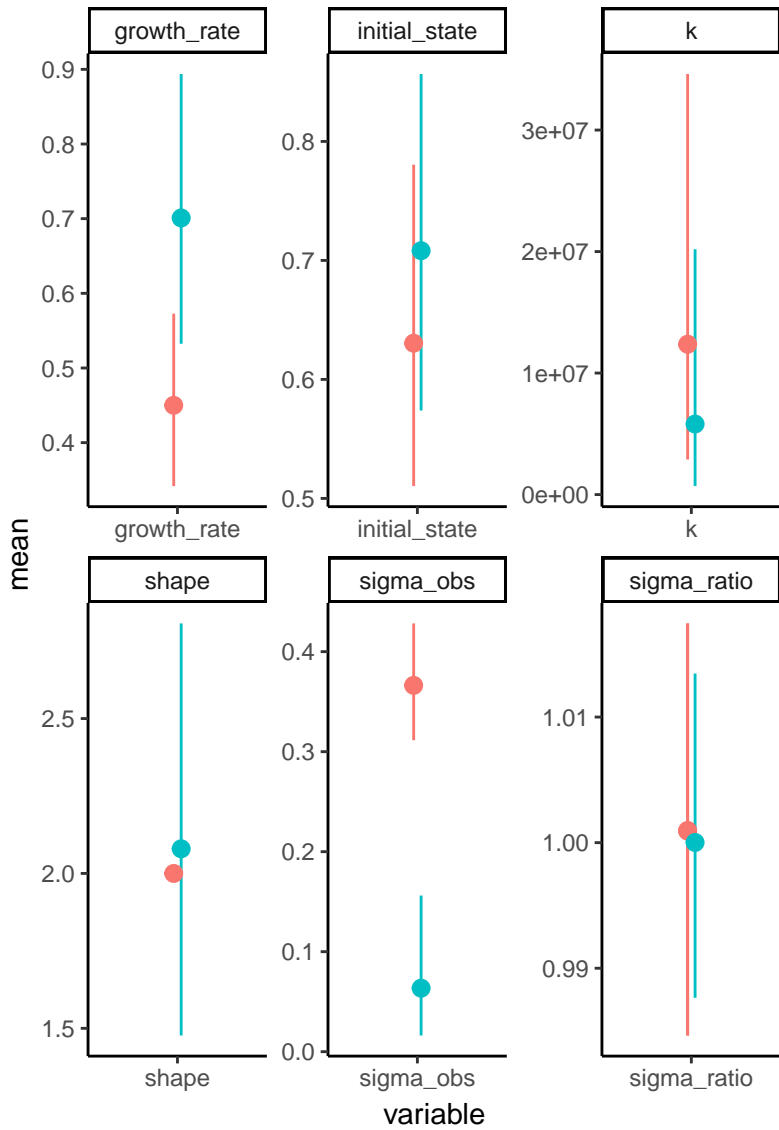 growth_rate
initial_state
k
0.9
0.8
0.7
0.6
0.5
0.4
0.8
0.7
0.6
0.5
3e+07
2e+07
1e+07
0e+00
growth_rate
initial_state
k
mean
shape
sigma_obs
sigma_ratio
2.5
2.0
1.5
0.4
0.3
0.2
0.1
0.0
1.01
1.00
0.99
shape
sigma_obs
sigma_ratio
variable